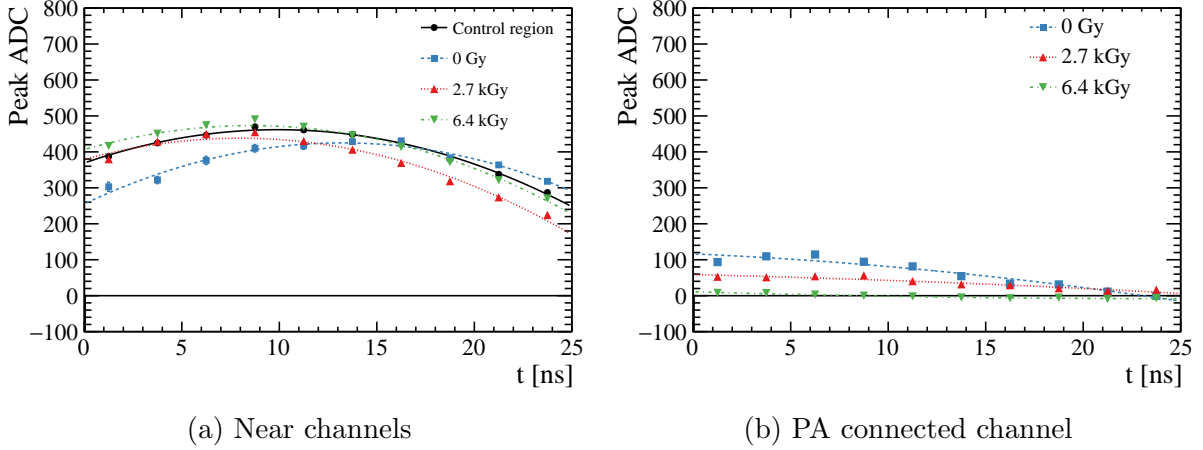 Peak ADC
800
700
600
500
400
300
200
100
0
−100
0 5 10 15 20 25
t [ns]
Control region
0 Gy
2.7 kGy
6.4 kGy
(a) Near channels
Peak ADC
800
700
600
500
400
300
200
100
0
−100
0 5 10 15 20 25
t [ns]
0 Gy
2.7 kGy
6.4 kGy
(b) PA connected channel